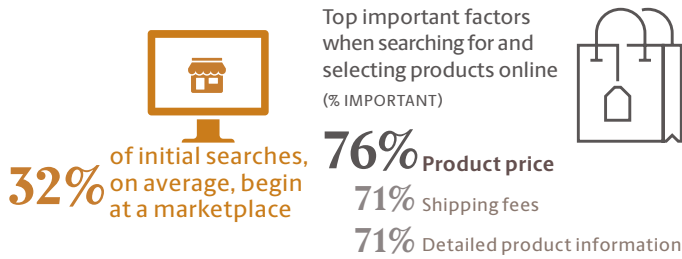 32% of initial searches,
on average, begin
at a marketplace
Top important factors
when searching for and
selecting products online
(% IMPORTANT)
76% Product price
71% Shipping fees
71% Detailed product information